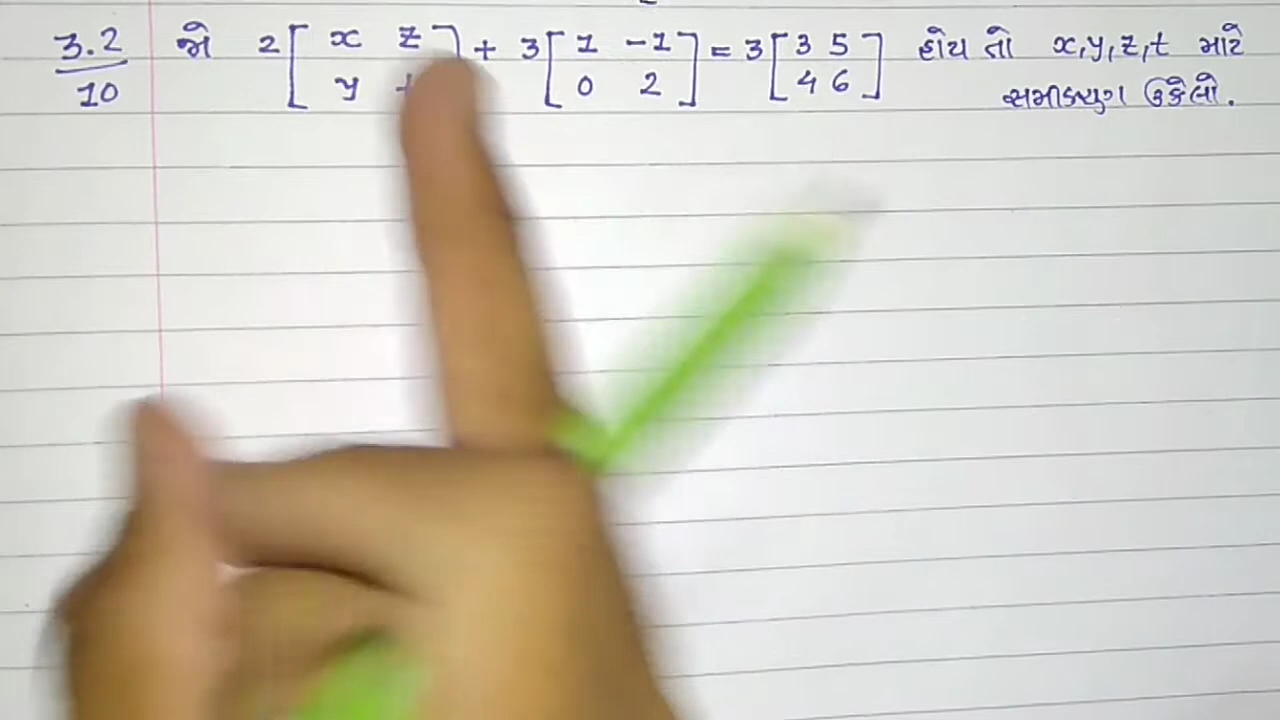 3.2 જો 2[ x z ] + 3[ 1 -1 ] = 3[ 3 5 ] હોય તો x,y,z,t માટે
10 y 0 2 4 6 સમીકરણ ઉકેલો.